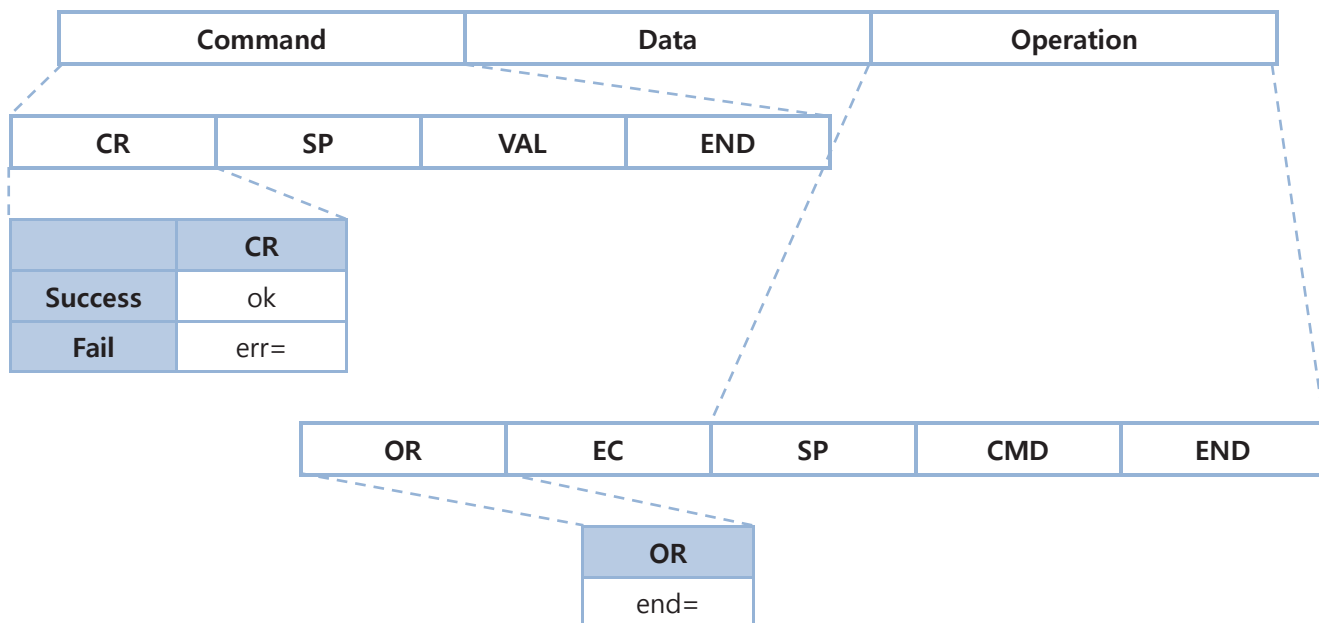 Command Data Operation
CR SP VAL END
CR
Success ok
Fail err=
OR EC SP CMD END
OR
end=